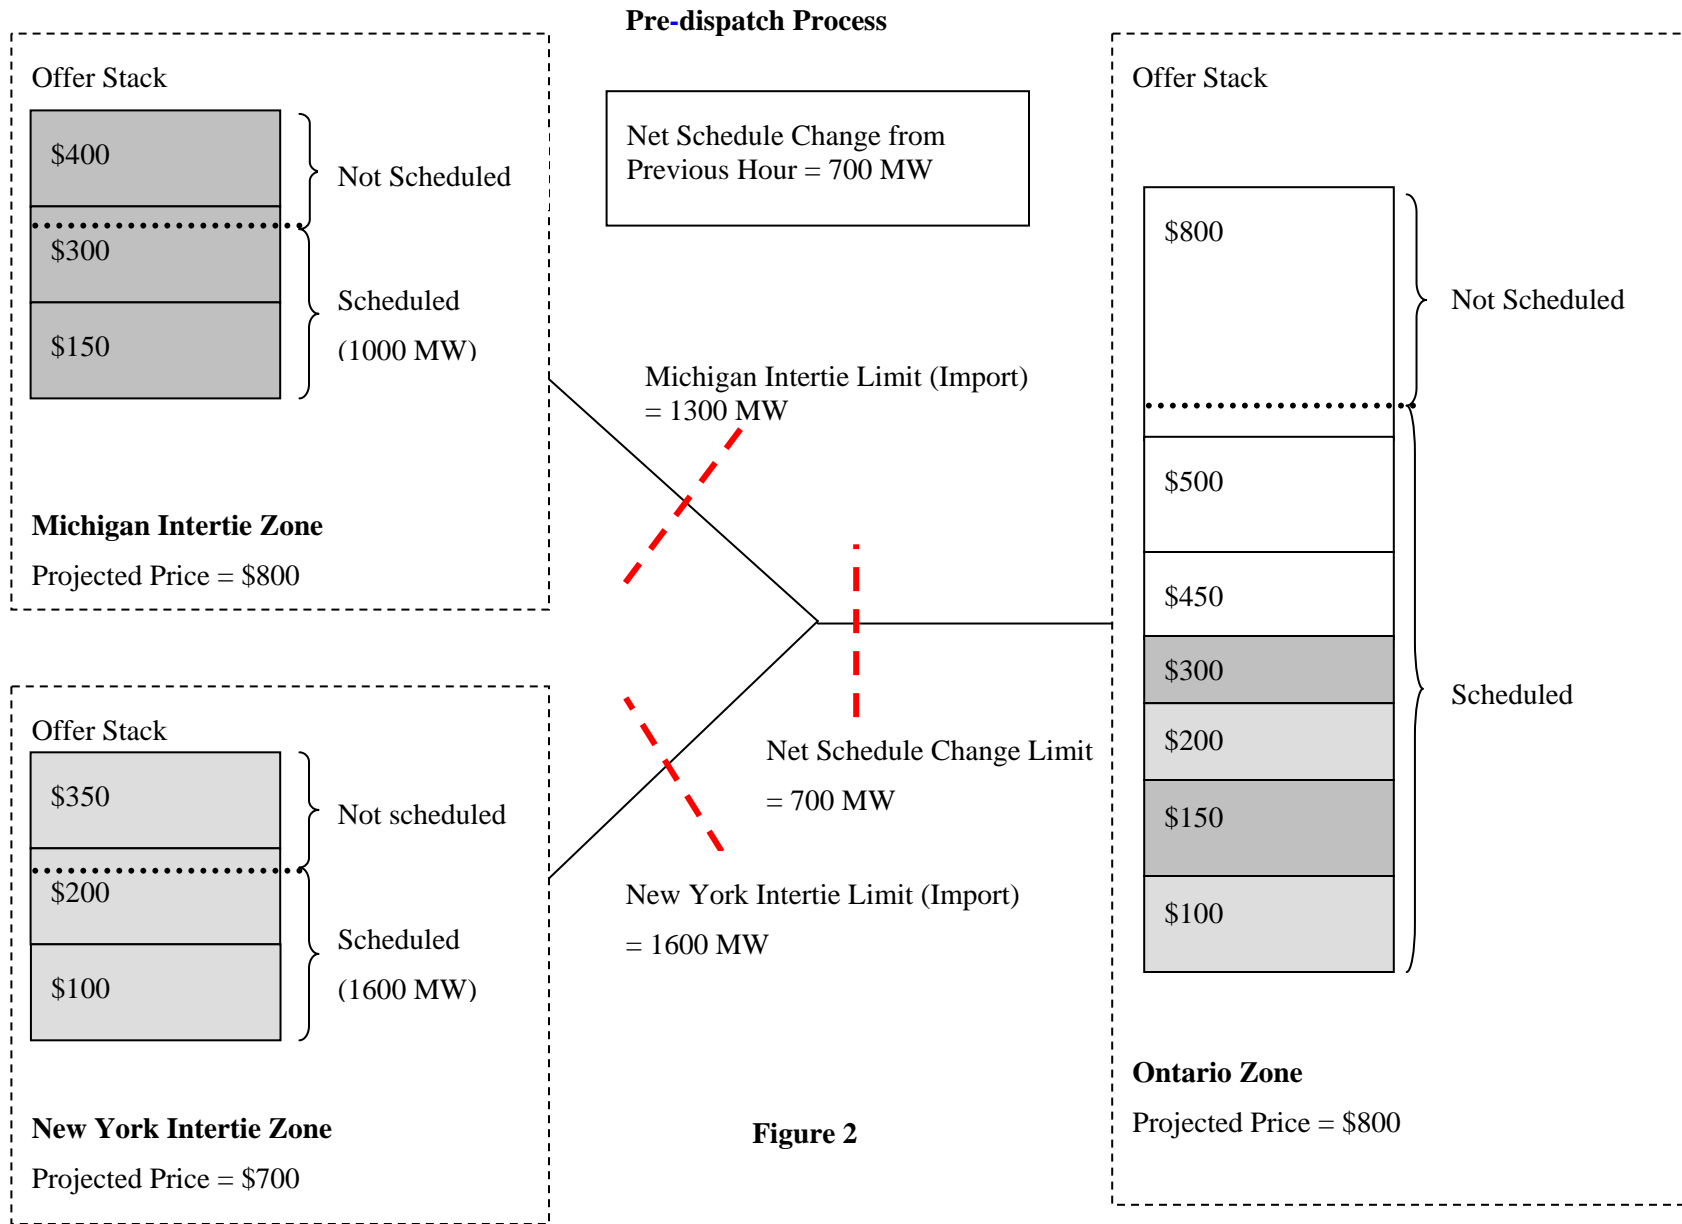 Pre-dispatch Process
Offer Stack
$400
$300
$150
Not Scheduled
Scheduled
(1000 MW)
Michigan Intertie Zone
Projected Price = $800
Net Schedule Change from
Previous Hour = 700 MW
Michigan Intertie Limit (Import)
= 1300 MW
Net Schedule Change Limit
= 700 MW
New York Intertie Limit (Import)
= 1600 MW
Offer Stack
$350
$200
$100
Not scheduled
Scheduled
(1600 MW)
New York Intertie Zone
Projected Price = $700
Offer Stack
$800
$500
$450
$300
$200
$150
$100
Not Scheduled
Scheduled
Ontario Zone
Projected Price = $800
Figure 2